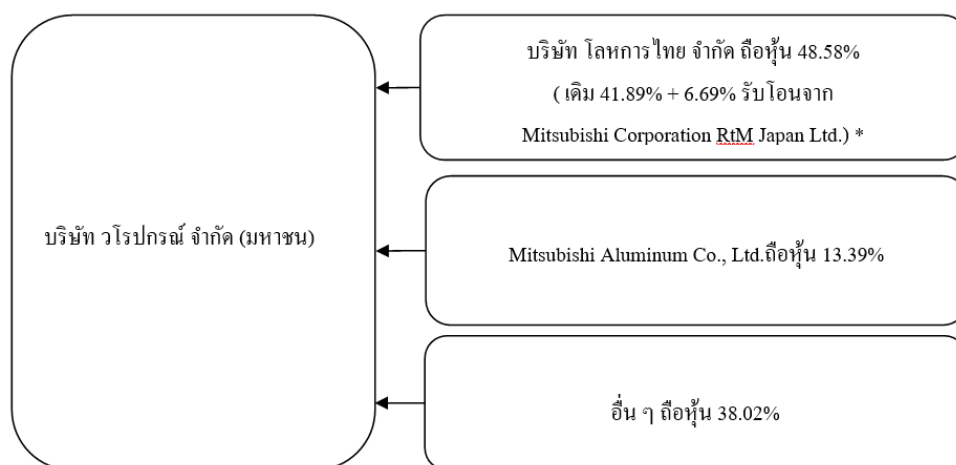 บริษัท โลหการไทย จำกัด ถือหุ้น 48.58%
( เดิม 41.89% + 6.69% รับโอนจาก
Mitsubishi Corporation RtM Japan Ltd.) *
บริษัท วโรปกรณ์ จำกัด (มหาชน)
Mitsubishi Aluminum Co., Ltd.ถือหุ้น 13.39%
อื่น ๆ ถือหุ้น 38.02%